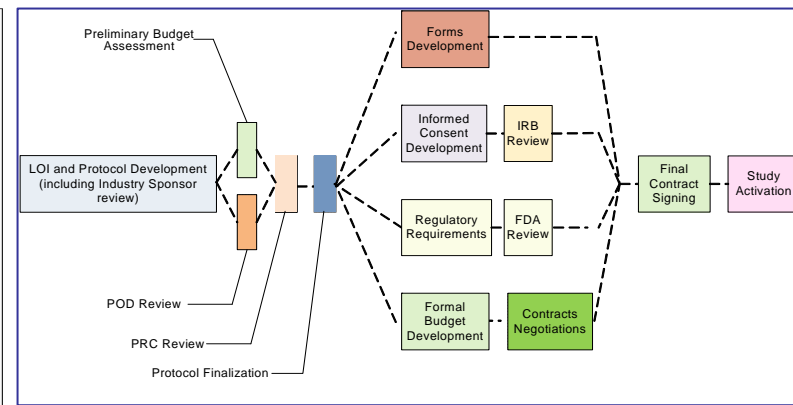 Preliminary Budget
Assessment
LOI and Protocol Development
(including Industry Sponsor
review)
POD Review
PRC Review
Protocol Finalization
Forms
Development
Informed
Consent
Development
IRB
Review
Regulatory
Requirements
FDA
Review
Formal
Budget
Development
Contracts
Negotiations
Final
Contract
Signing
Study
Activation